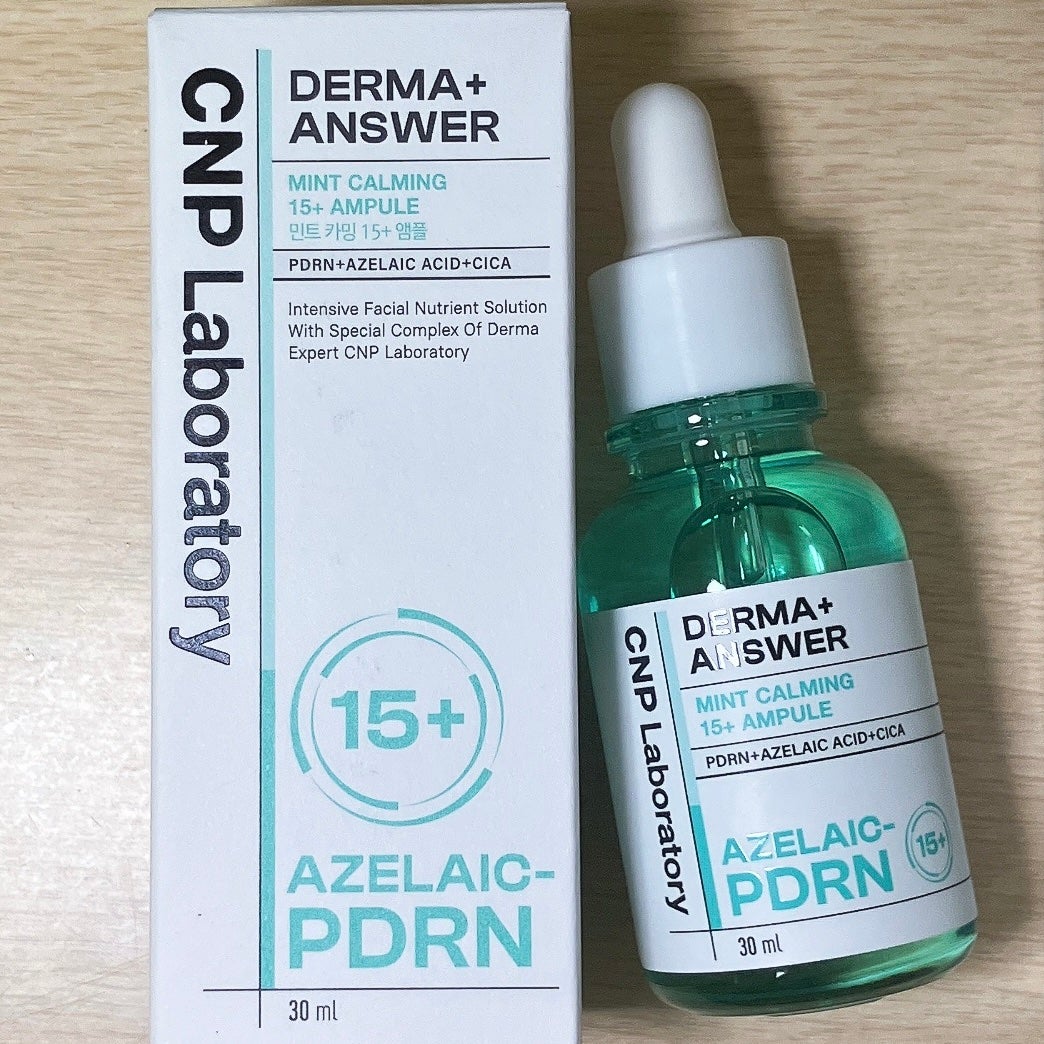 CNP Laboratory
DERMA+
ANSWER
MINT CALMING
15+ AMPULE
민트 카밍 15+ 앰플
PDRN+AZELAIC ACID+CICA
Intensive Facial Nutrient Solution
With Special Complex Of Derma
Expert CNP Laboratory
15+
AZELAIC-
PDRN
30 ml
CNP Laboratory
DERMA+
ANSWER
MINT CALMING
15+ AMPULE
PDRN+AZELAIC ACID+CICA
AZELAIC-
PDRN
15+
30 ml